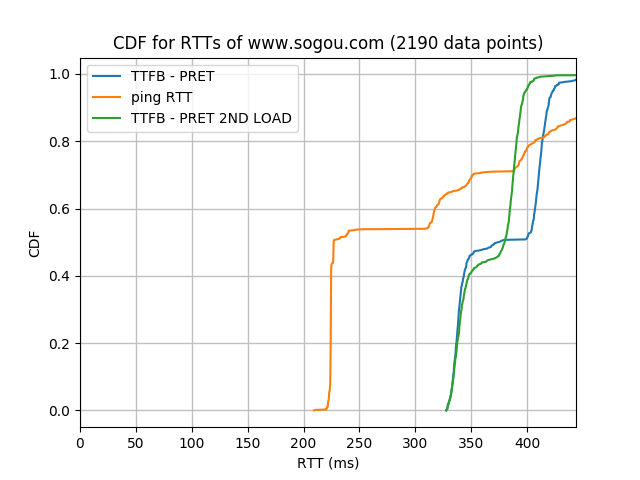 CDF for RTTs of www.sogou.com (2190 data points)
1.0
0.8
0.6
0.4
0.2
0.0
CDF
TTFB - PRET
ping RTT
TTFB - PRET 2ND LOAD
0 50 100 150 200 250 300 350 400
RTT (ms)